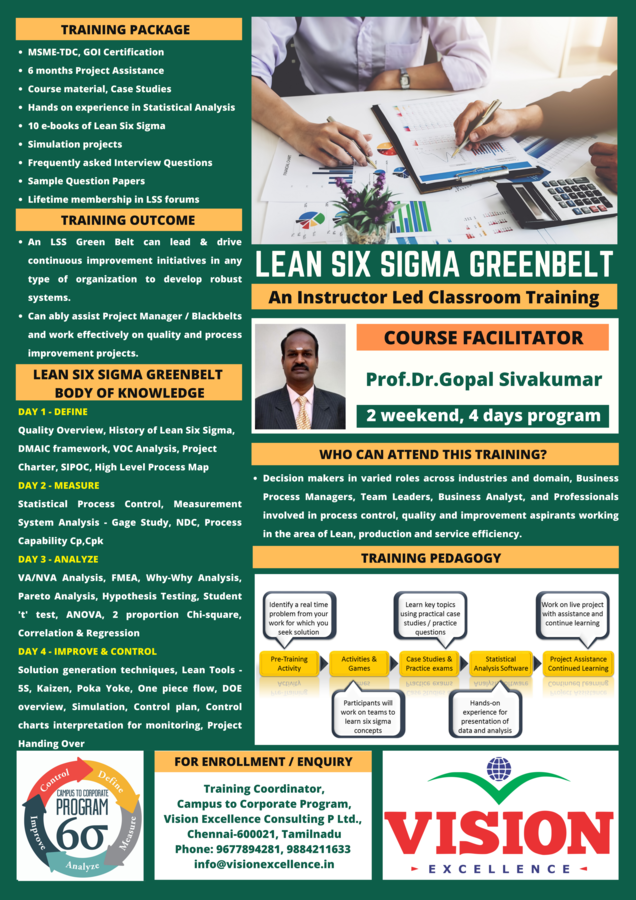 TRAINING PACKAGE
MSME-TDC, GOI Certification
6 months Project Assistance
Course material, Case Studies
Hands on experience in Statistical Analysis
10 e-books of Lean Six Sigma
Simulation projects
Frequently asked Interview Questions
Sample Question Papers
Lifetime membership in LSS forums
TRAINING OUTCOME
An LSS Green Belt can lead & drive
continuous improvement initiatives in any
type of organization to develop robust
systems.
Can ably assist Project Manager / Blackbelts
and work effectively on quality and process
improvement projects.
LEAN SIX SIGMA GREENBELT
BODY OF KNOWLEDGE
DAY 1 - DEFINE
Quality Overview, History of Lean Six Sigma,
DMAIC framework, VOC Analysis, Project
Charter, SIPOC, High Level Process Map
DAY 2 - MEASURE
Statistical Process Control, Measurement
System Analysis - Gage Study, NDC, Process
Capability Cp,Cpk
DAY 3 - ANALYZE
VA/NVA Analysis, FMEA, Why-Why Analysis,
Pareto Analysis, Hypothesis Testing, Student
't' test, ANOVA, 2 proportion Chi-square,
Correlation & Regression
DAY 4 - IMPROVE & CONTROL
Solution generation techniques, Lean Tools -
5S, Kaizen, Poka Yoke, One piece flow, DOE
overview, Simulation, Control plan, Control
charts interpretation for monitoring, Project
Handing Over
LEAN SIX SIGMA GREENBELT
An Instructor Led Classroom Training
COURSE FACILITATOR
Prof.Dr.Gopal Sivakumar
2 weekend, 4 days program
WHO CAN ATTEND THIS TRAINING?
Decision makers in varied roles across industries and domain, Business
Process Managers, Team Leaders, Business Analyst, and Professionals
involved in process control, quality and improvement aspirants working
in the area of Lean, production and service efficiency.
TRAINING PEDAGOGY
Identify a real time
problem from your
work for which you
seek solution
Learn key topics
using practical case
studies / practice
questions
Work on live project
with assistance and
continue learning
Pre-Training
Activity
Activities &
Games
Case Studies &
Practice exams
Statistical
Analysis Software
Project Assistance
Continued Learning
Participants will
work on teams to
learn six sigma
concepts
Hands-on
experience for
presentation of
data and analysis
Control
Define
Measure
Analyze
Improve
CAMPUS TO CORPORATE
PROGRAM
6σ
FOR ENROLLMENT / ENQUIRY
Training Coordinator,
Campus to Corporate Program,
Vision Excellence Consulting P Ltd.,
Chennai-600021, Tamilnadu
Phone: 9677894281, 9884211633
info@visionexcellence.in
VISION
EXCELLENCE